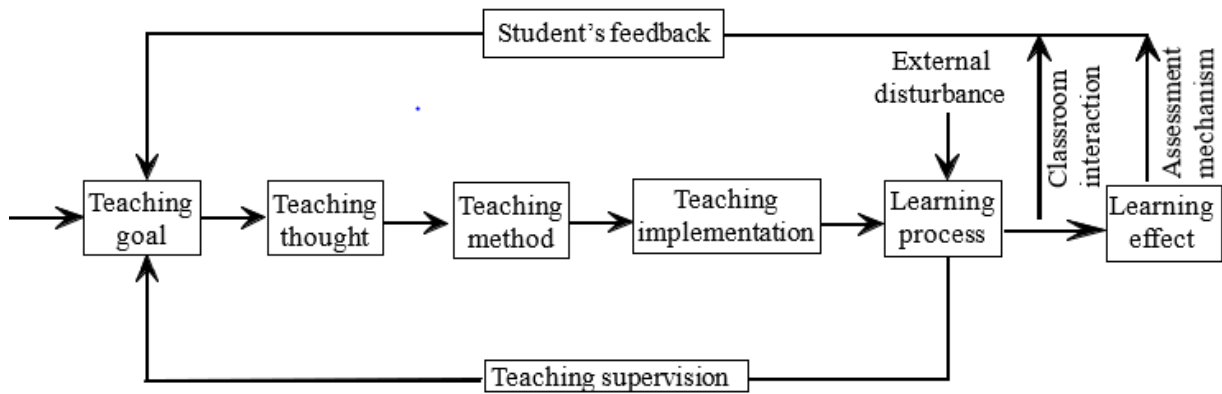 Student's feedback
External
disturbance
Classroom
interaction
Assessment
mechanism
Teaching
goal
Teaching
thought
Teaching
method
Teaching
implementation
Learning
process
Learning
effect
Teaching supervision